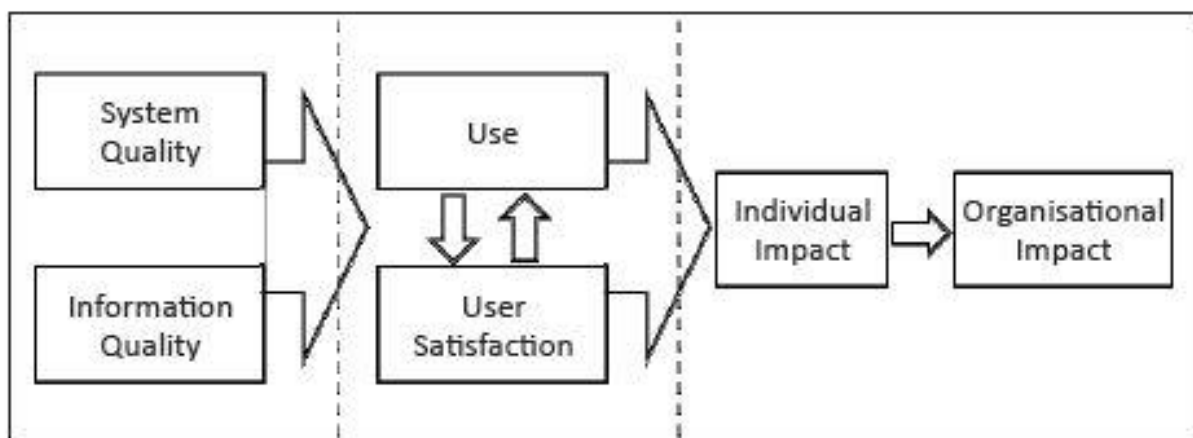 System
Quality
Information
Quality
Use
User
Satisfaction
Individual
Impact
Organisational
Impact